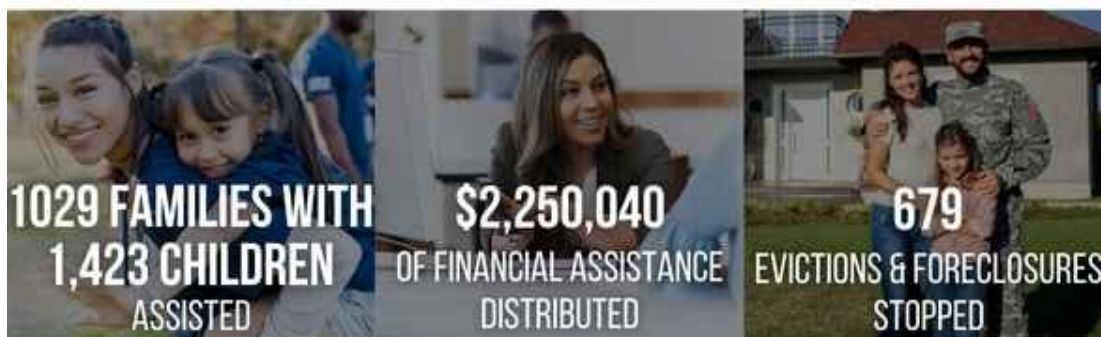 1029 FAMILIES WITH
1,423 CHILDREN
ASSISTED
$2,250,040
OF FINANCIAL ASSISTANCE
DISTRIBUTED
679
EVICTIONS & FORECLOSURES
STOPPED